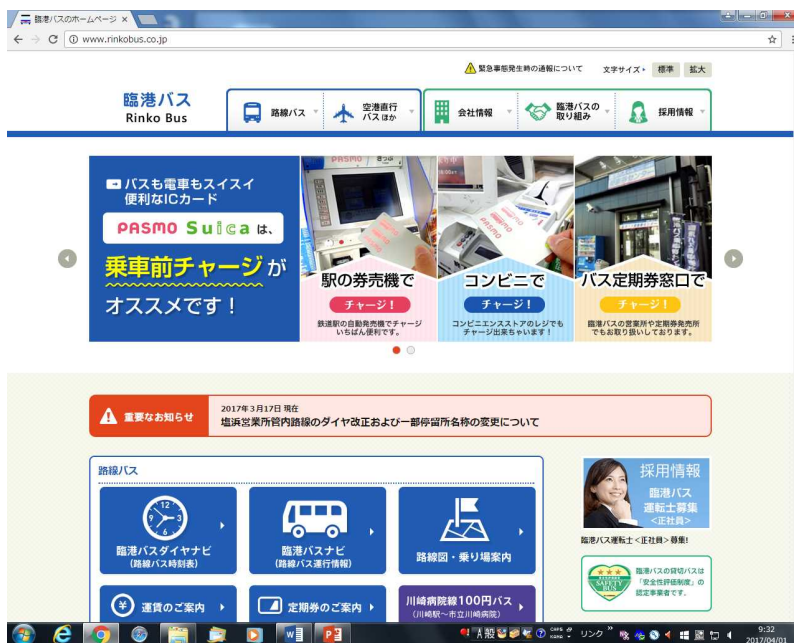 臨港バスのホームページ
www.rinkobus.co.jp
緊急事態発生時の通報について 文字サイズ 標準 拡大
臨港バス
Rinko Bus
路線バス
空港直行
バス ほか
会社情報
臨港バスの
取り組み
採用情報
バスも電車もスイスイ
便利なICカード
PASMO Suica は、
乗車前チャージ が
オススメです！
PASMO きっぷ
駅の券売機で
チャージ！
鉄道駅の自動発売機でチャージ
いちばん便利です。
コンビニで
チャージ！
コンビニエンスストアのレジでも
チャージ出来ちゃいます！
バス定期券窓口で
チャージ！
臨港バスの営業所や定期券発売所
でもお取り扱いしております。
重要なお知らせ
2017年3月17日 現在
塩浜営業所管内路線のダイヤ改正および一部停留所名称の変更について
路線バス
臨港バスダイヤナビ
(路線バス時刻表)
臨港バスナビ
(路線バス運行情報)
路線図・乗り場案内
運賃のご案内
定期券のご案内
川崎病院線100円バス
(川崎駅～市立川崎病院)
採用情報
臨港バス
運転士募集
<正社員>
臨港バス運転士<正社員>募集!
SAFETY
BUS
臨港バスの貸切バスは
「安全性評価制度」の
認定事業者です。
A 般
CAPS
KANA
リンク
9:32
2017/04/01